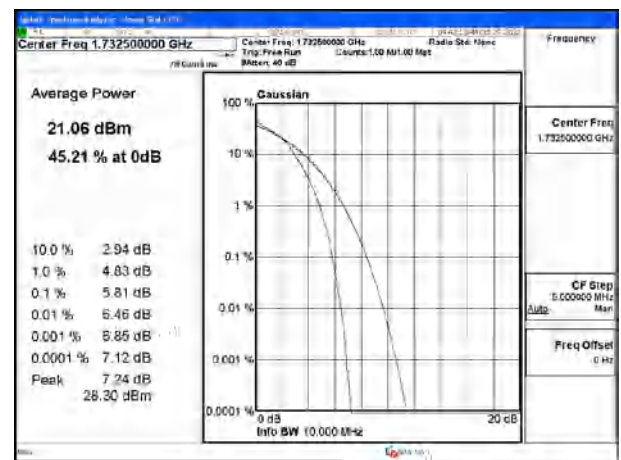 Center Freq 1.732500000 GHz
Center Freq: 1.732500000 GHz
Radio Std: None
Trig: Free Run
Counts:1.00 M/1.00 Mpt
#Atten: 40 dB
Frequency
Average Power
21.06 dBm
45.21 % at 0dB
10.0 % 2.94 dB
1.0 % 4.83 dB
0.1 % 5.81 dB
0.01 % 6.46 dB
0.001 % 6.85 dB
0.0001 % 7.12 dB
Peak 7.24 dB
28.30 dBm
Gaussian
100 %
10 %
1 %
0.1 %
0.01 %
0.001 %
0.0001 %
0 dB
20 dB
Info BW 10.000 MHz
Center Freq
1.732500000 GHz
CF Step
5.000000 MHz
Auto Man
Freq Offset
0 Hz